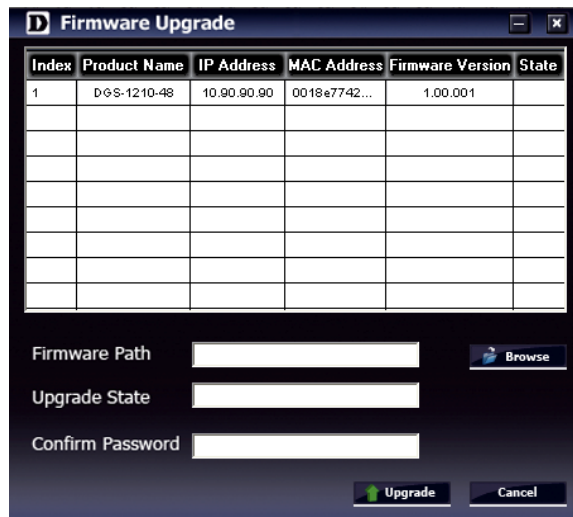 D Firmware Upgrade
Index Product Name IP Address MAC Address Firmware Version State
1 DGS-1210-48 10.90.90.90 0018e7742... 1.00.001
Firmware Path Browse
Upgrade State
Confirm Password
Upgrade Cancel